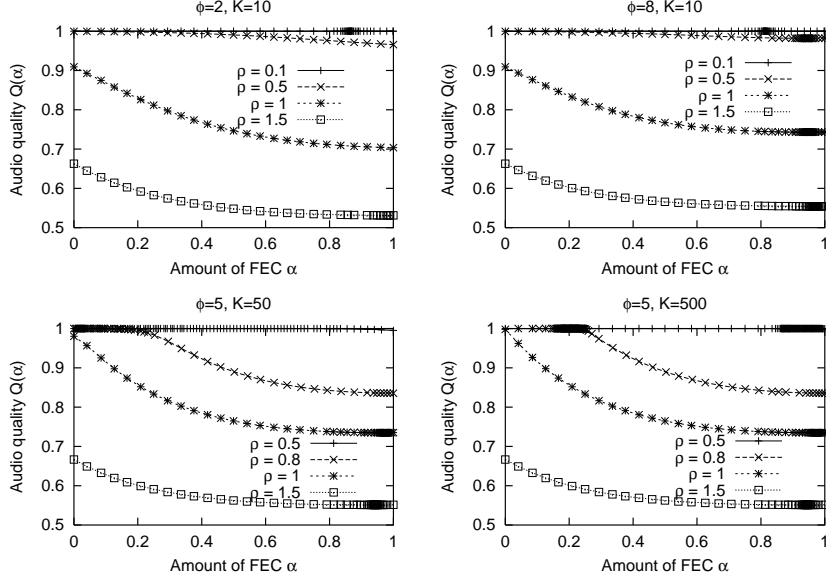 ϕ=2, K=10
Audio quality Q(α)
1
0.9
0.8
0.7
0.6
0.5
ρ = 0.1
ρ = 0.5
ρ = 1
ρ = 1.5
0 0.2 0.4 0.6 0.8 1
Amount of FEC α
ϕ=8, K=10
Audio quality Q(α)
1
0.9
0.8
0.7
0.6
0.5
ρ = 0.1
ρ = 0.5
ρ = 1
ρ = 1.5
0 0.2 0.4 0.6 0.8 1
Amount of FEC α
ϕ=5, K=50
Audio quality Q(α)
1
0.9
0.8
0.7
0.6
0.5
ρ = 0.5
ρ = 0.8
ρ = 1
ρ = 1.5
0 0.2 0.4 0.6 0.8 1
Amount of FEC α
ϕ=5, K=500
Audio quality Q(α)
1
0.9
0.8
0.7
0.6
0.5
ρ = 0.5
ρ = 0.8
ρ = 1
ρ = 1.5
0 0.2 0.4 0.6 0.8 1
Amount of FEC α